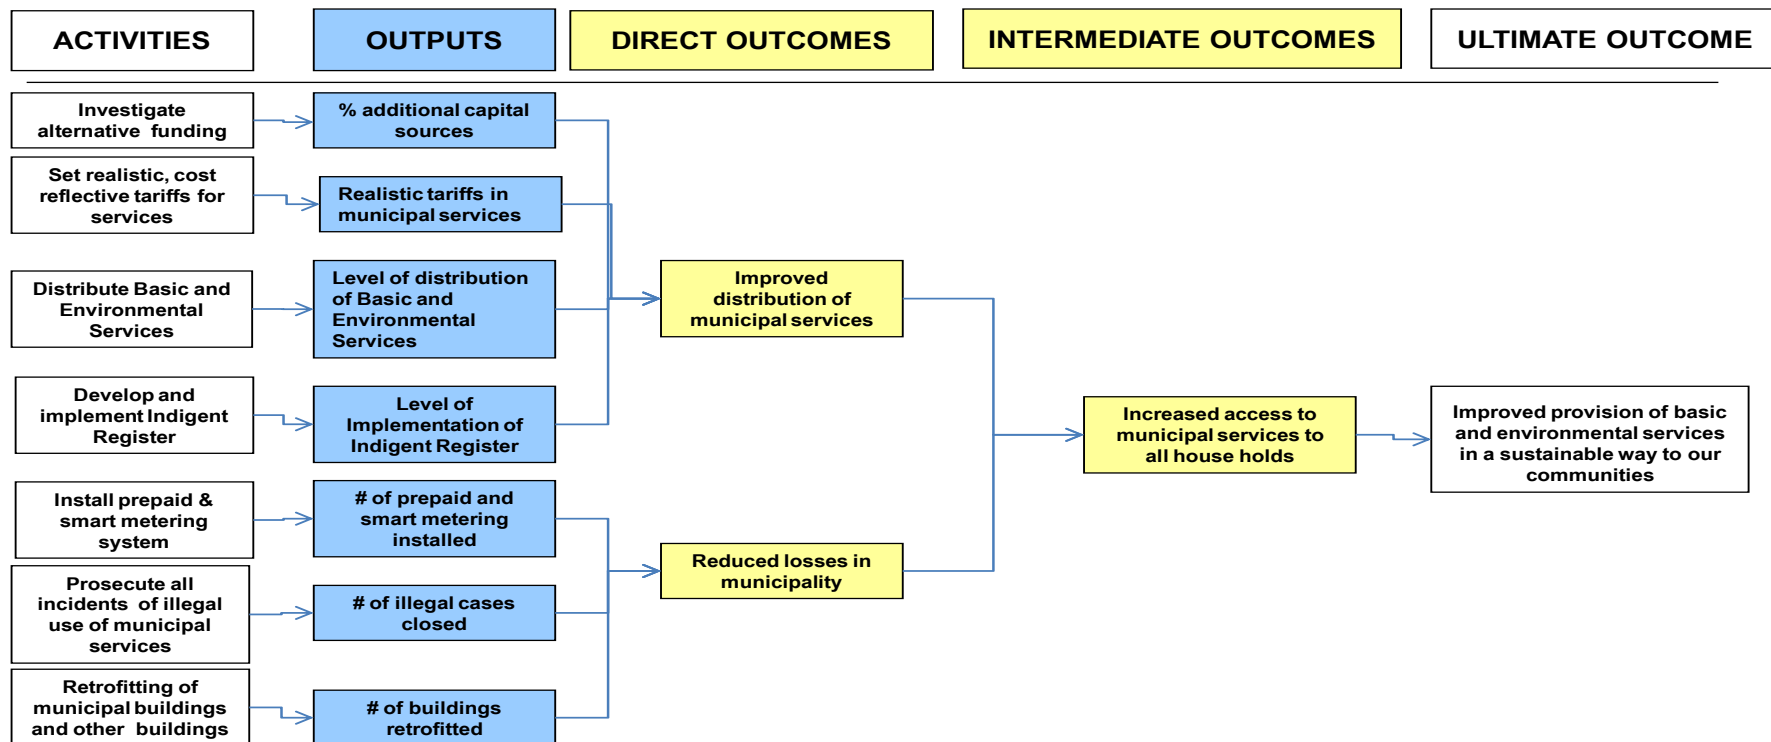 ACTIVITIES
OUTPUTS
DIRECT OUTCOMES
INTERMEDIATE OUTCOMES
ULTIMATE OUTCOME
Investigate
alternative funding
% additional capital
sources
Set realistic, cost
reflective tariffs for
services
Realistic tariffs in
municipal services
Distribute Basic and
Environmental
Services
Level of distribution
of Basic and
Environmental
Services
Improved
distribution of
municipal services
Develop and
implement Indigent
Register
Level of
Implementation of
Indigent Register
Increased access to
municipal services to
all house holds
Improved provision of basic
and environmental services
in a sustainable way to our
communities
Install prepaid &
smart metering
system
# of prepaid and
smart metering
installed
Reduced losses in
municipality
Prosecute all
incidents of illegal
use of municipal
services
# of illegal cases
closed
Retrofitting of
municipal buildings
and other buildings
# of buildings
retrofitted